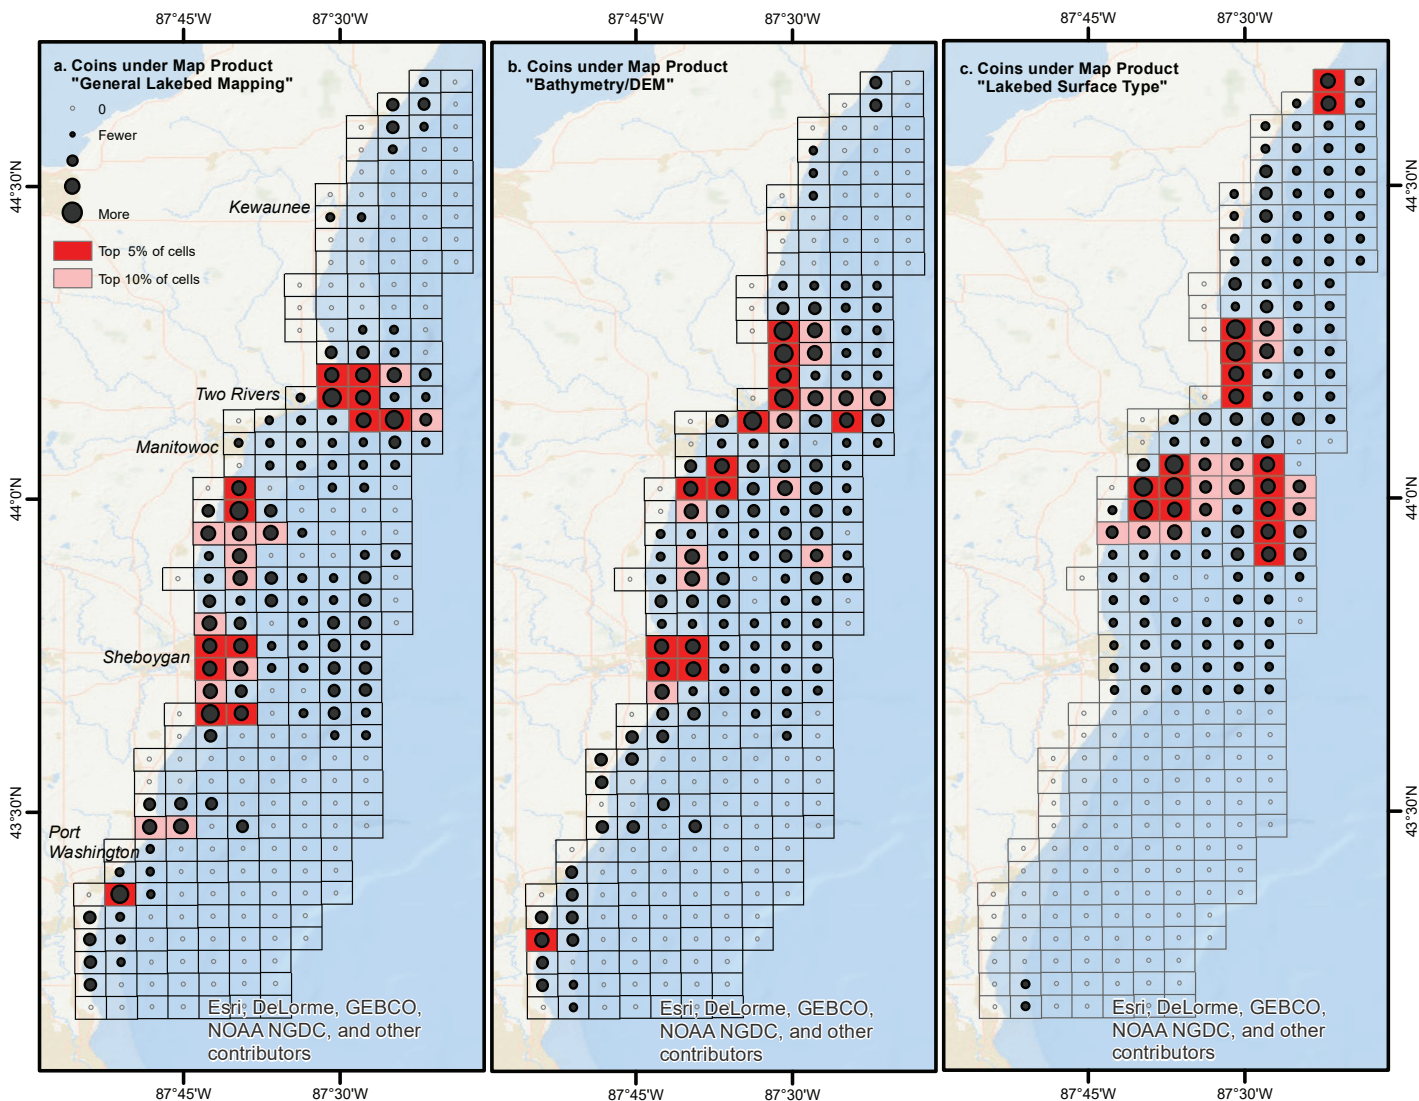 87°45'W 87°30'W 87°45'W 87°30'W 87°45'W 87°30'W
a. Coins under Map Product
"General Lakebed Mapping"
0
Fewer
More
Top 5% of cells
Top 10% of cells
b. Coins under Map Product
"Bathymetry/DEM"
c. Coins under Map Product
"Lakebed Surface Type"
44°30'N
44°0'N
43°30'N
Kewaunee
Two Rivers
Manitowoc
Sheboygan
Port
Washington
Esri, DeLorme, GEBCO,
NOAA NGDC, and other
contributors
Esri, DeLorme, GEBCO,
NOAA NGDC, and other
contributors
Esri, DeLorme, GEBCO,
NOAA NGDC, and other
contributors
44°30'N
44°0'N
43°30'N
87°45'W 87°30'W 87°45'W 87°30'W 87°45'W 87°30'W